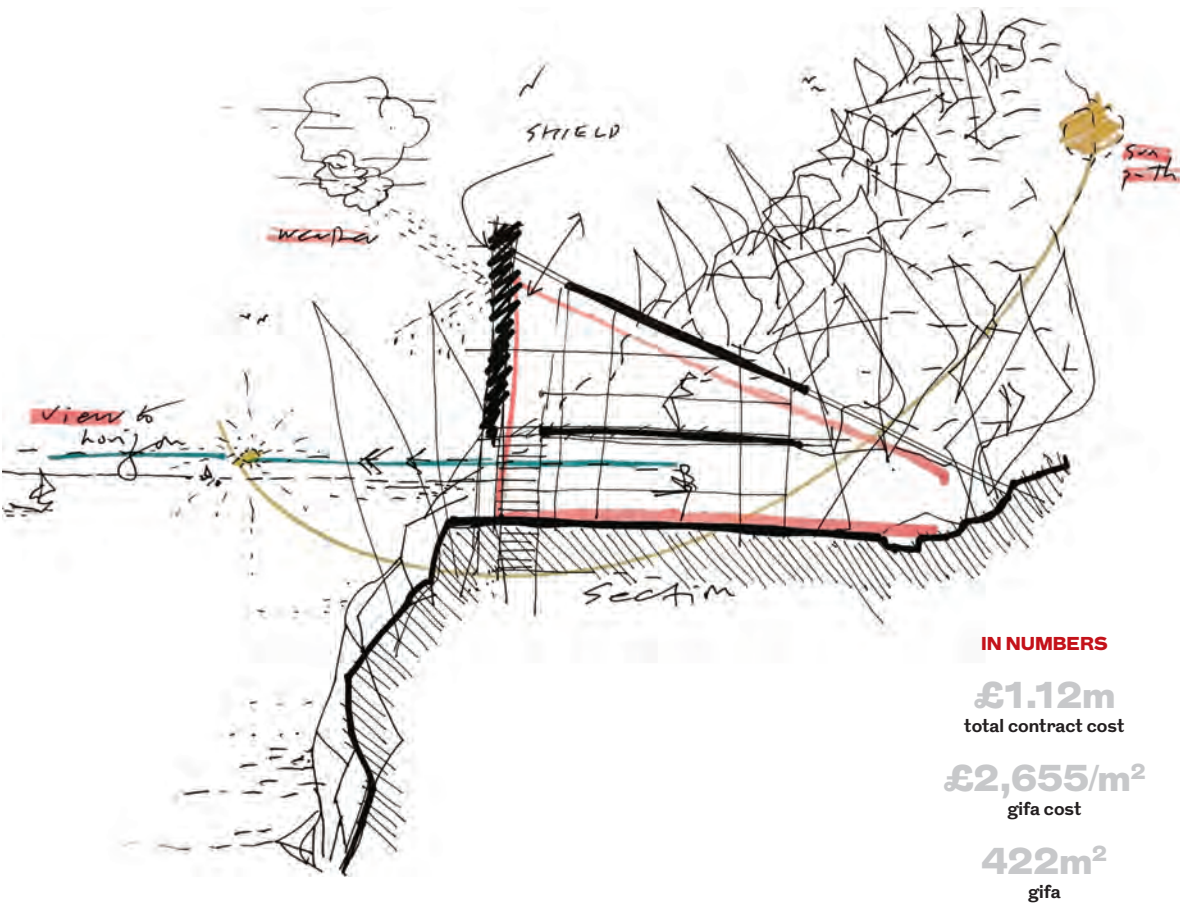 SHIELD
sun
path
weather
view to
horizon
section
IN NUMBERS
£1.12m
total contract cost
£2,655/m²
gifa cost
422m²
gifa